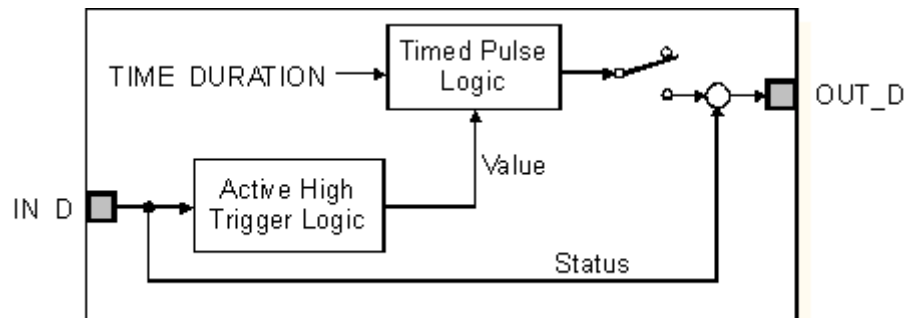 Timed Pulse
Logic
TIME DURATION
OUT_D
Value
Active High
Trigger Logic
IN D
Status